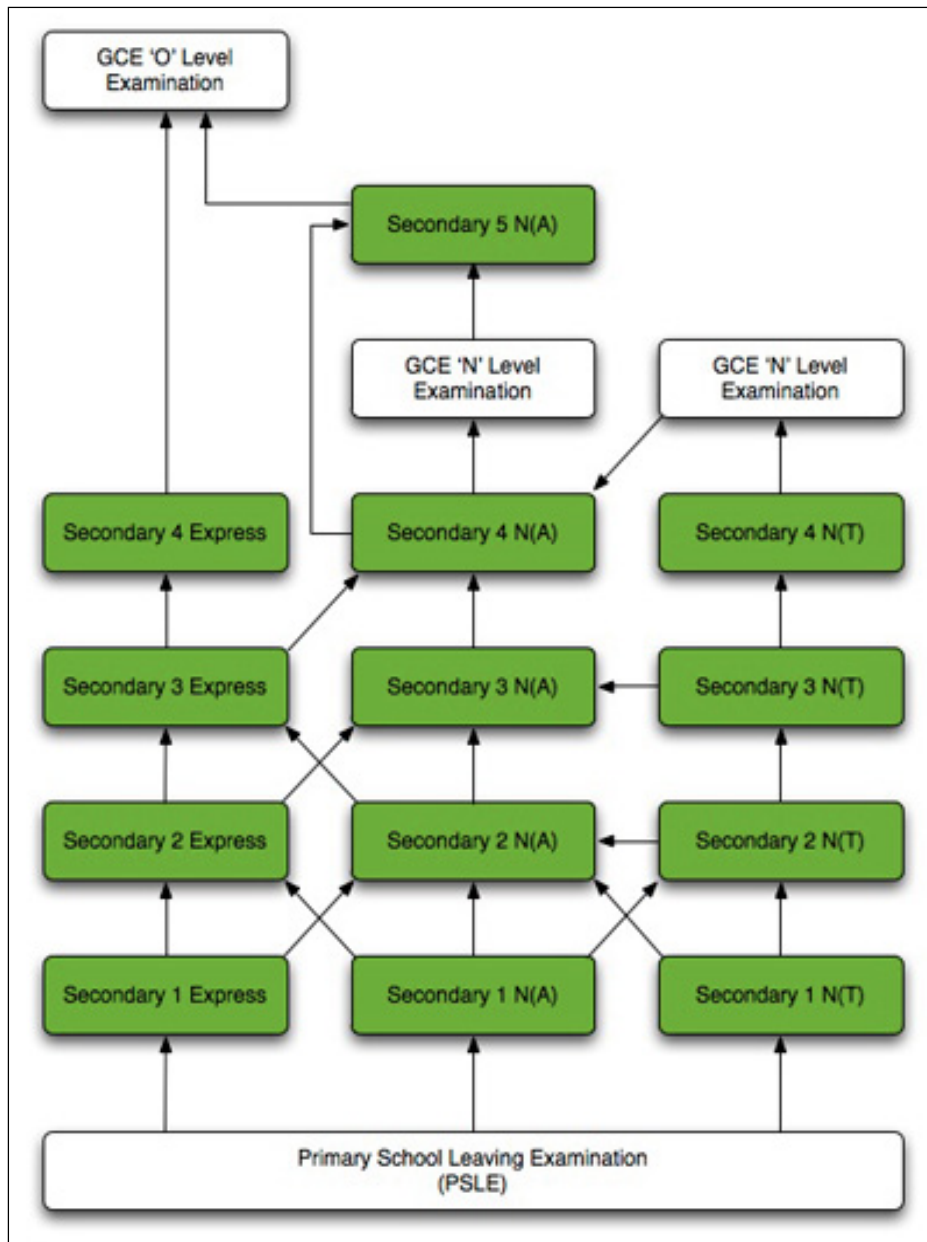 GCE ‘O’ Level
Examination
Secondary 5 N(A)
GCE ‘N’ Level
Examination
GCE ‘N’ Level
Examination
Secondary 4 Express
Secondary 4 N(A)
Secondary 4 N(T)
Secondary 3 Express
Secondary 3 N(A)
Secondary 3 N(T)
Secondary 2 Express
Secondary 2 N(A)
Secondary 2 N(T)
Secondary 1 Express
Secondary 1 N(A)
Secondary 1 N(T)
Primary School Leaving Examination
(PSLE)